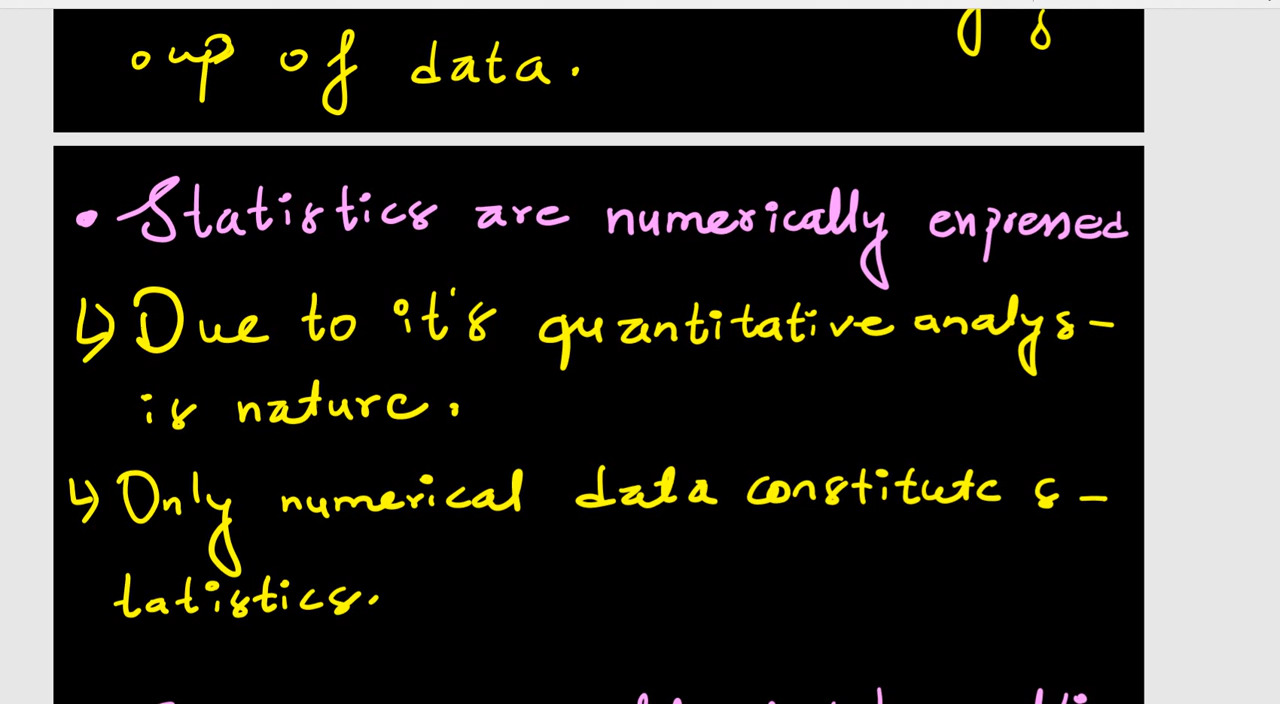 oup of data.
• Statistics are numerically expressed
↳ Due to it's quantitative analys-
is nature.
↳ Only numerical data constitute s-
tatistics.